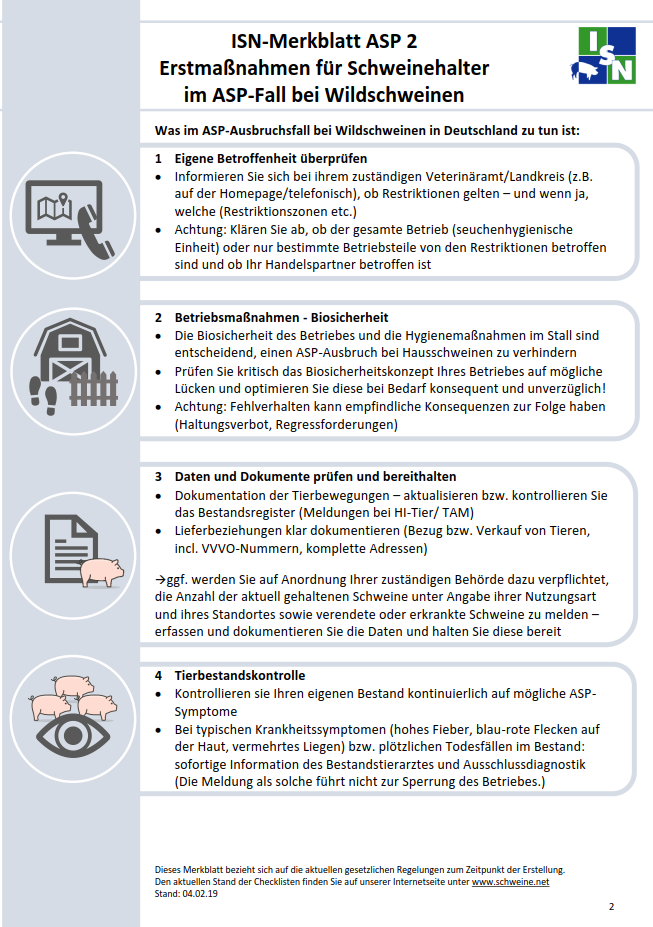 ISN-Merkblatt ASP 2
Erstmaßnahmen für Schweinehalter
im ASP-Fall bei Wildschweinen
ISN
Was im ASP-Ausbruchsfall bei Wildschweinen in Deutschland zu tun ist:
1 Eigene Betroffenheit überprüfen
• Informieren Sie sich bei ihrem zuständigen Veterinäramt/Landkreis (z.B.
auf der Homepage/telefonisch), ob Restriktionen gelten – und wenn ja,
welche (Restriktionszonen etc.)
• Achtung: Klären Sie ab, ob der gesamte Betrieb (seuchenhygienische
Einheit) oder nur bestimmte Betriebsteile von den Restriktionen betroffen
sind und ob Ihr Handelspartner betroffen ist
2 Betriebsmaßnahmen - Biosicherheit
• Die Biosicherheit des Betriebes und die Hygienemaßnahmen im Stall sind
entscheidend, einen ASP-Ausbruch bei Hausschweinen zu verhindern
• Prüfen Sie kritisch das Biosicherheitskonzept Ihres Betriebes auf mögliche
Lücken und optimieren Sie diese bei Bedarf konsequent und unverzüglich!
• Achtung: Fehlverhalten kann empfindliche Konsequenzen zur Folge haben
(Haltungsverbot, Regressforderungen)
3 Daten und Dokumente prüfen und bereithalten
• Dokumentation der Tierbewegungen – aktualisieren bzw. kontrollieren Sie
das Bestandsregister (Meldungen bei HI-Tier/ TAM)
• Lieferbeziehungen klar dokumentieren (Bezug bzw. Verkauf von Tieren,
incl. VVVO-Nummern, komplette Adressen)
→ggf. werden Sie auf Anordnung Ihrer zuständigen Behörde dazu verpflichtet,
die Anzahl der aktuell gehaltenen Schweine unter Angabe ihrer Nutzungsart
und ihres Standortes sowie verendete oder erkrankte Schweine zu melden –
erfassen und dokumentieren Sie die Daten und halten Sie diese bereit
4 Tierbestandskontrolle
• Kontrollieren sie Ihren eigenen Bestand kontinuierlich auf mögliche ASP-
Symptome
• Bei typischen Krankheitssymptomen (hohes Fieber, blau-rote Flecken auf
der Haut, vermehrtes Liegen) bzw. plötzlichen Todesfällen im Bestand:
sofortige Information des Bestandstierarztes und Ausschlussdiagnostik
(Die Meldung als solche führt nicht zur Sperrung des Betriebes.)
Dieses Merkblatt bezieht sich auf die aktuellen gesetzlichen Regelungen zum Zeitpunkt der Erstellung.
Den aktuellen Stand der Checklisten finden Sie auf unserer Internetseite unter www.schweine.net
Stand: 04.02.19
2